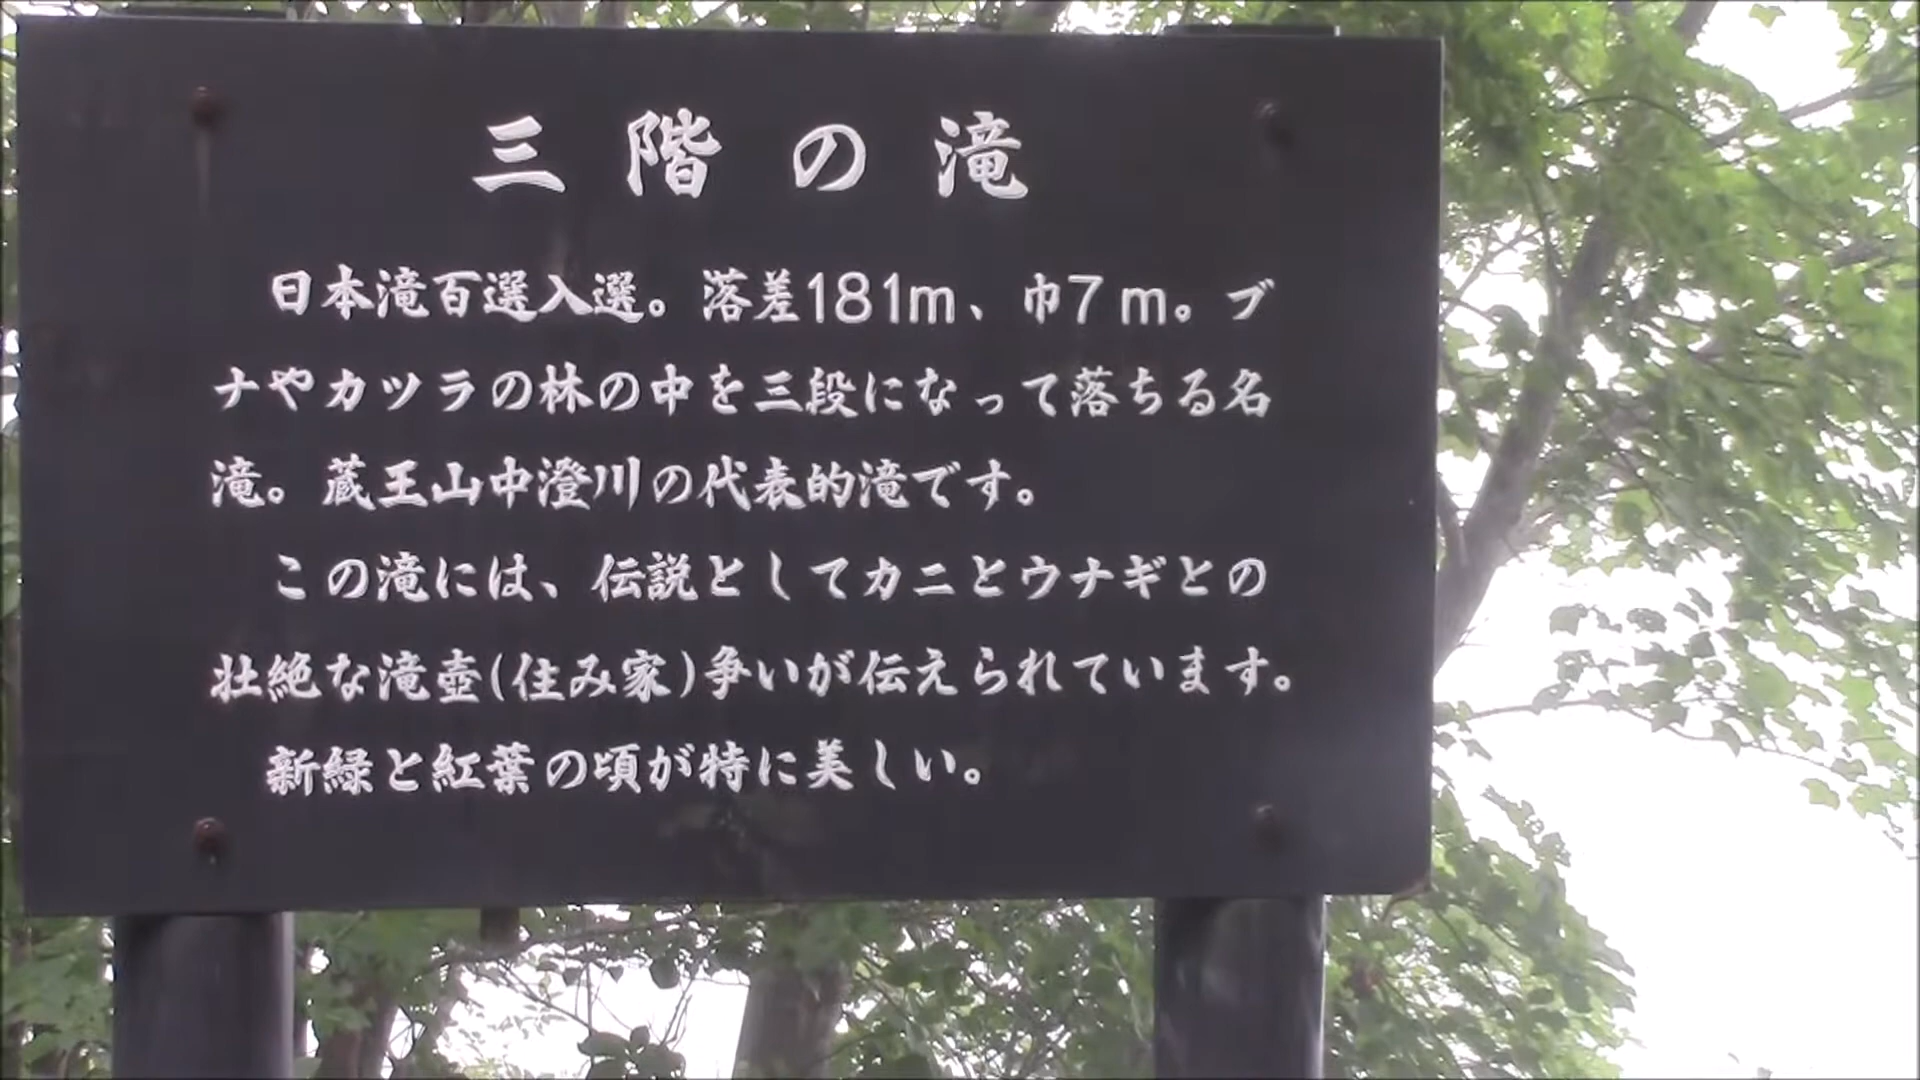 三階の滝
日本滝百選入選。落差181m、巾7m。ブ
ナやカツラの林の中を三段になって落ちる名
滝。蔵王山中澄川の代表的滝です。
この滝には、伝説としてカニとウナギとの
壮絶な滝壺(住み家)争いが伝えられています。
新緑と紅葉の頃が特に美しい。